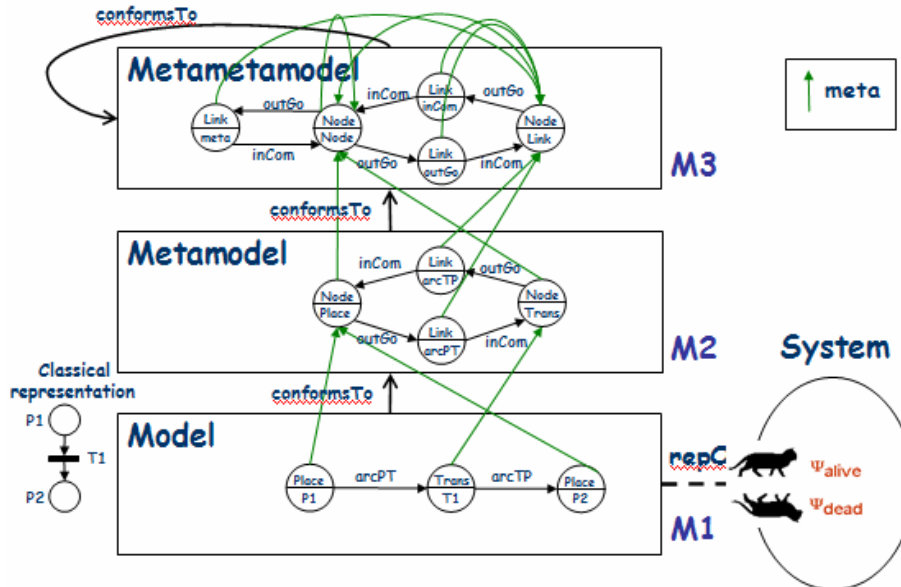 conformsTo
Metametamodel
Link
inCom
inCom
outGo
outGo
Link
meta
Node
Node
Node
Link
inCom
outGo
Link
outGo
inCom
M3
meta
conformsTo
Metamodel
inCom
Link
arcTP
outGo
Node
Place
Node
Trans
outGo
Link
arcPT
inCom
M2
System
Classical
representation
conformsTo
P1
T1
P2
Model
Place
P1
arcPT
Trans
T1
arcTP
Place
P2
repC
M1
Ψalive
Ψdead